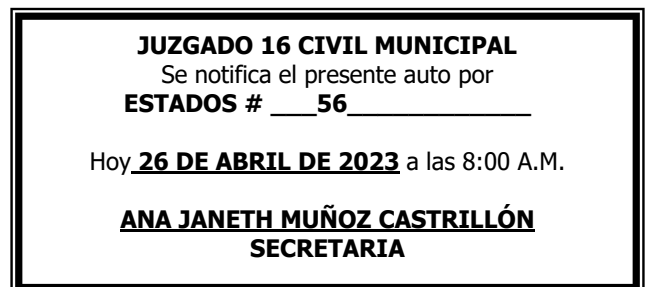 JUZGADO 16 CIVIL MUNICIPAL
Se notifica el presente auto por
ESTADOS # ___56____________
Hoy 26 DE ABRIL DE 2023 a las 8:00 A.M.
ANA JANETH MUÑOZ CASTRILLÓN
SECRETARIA